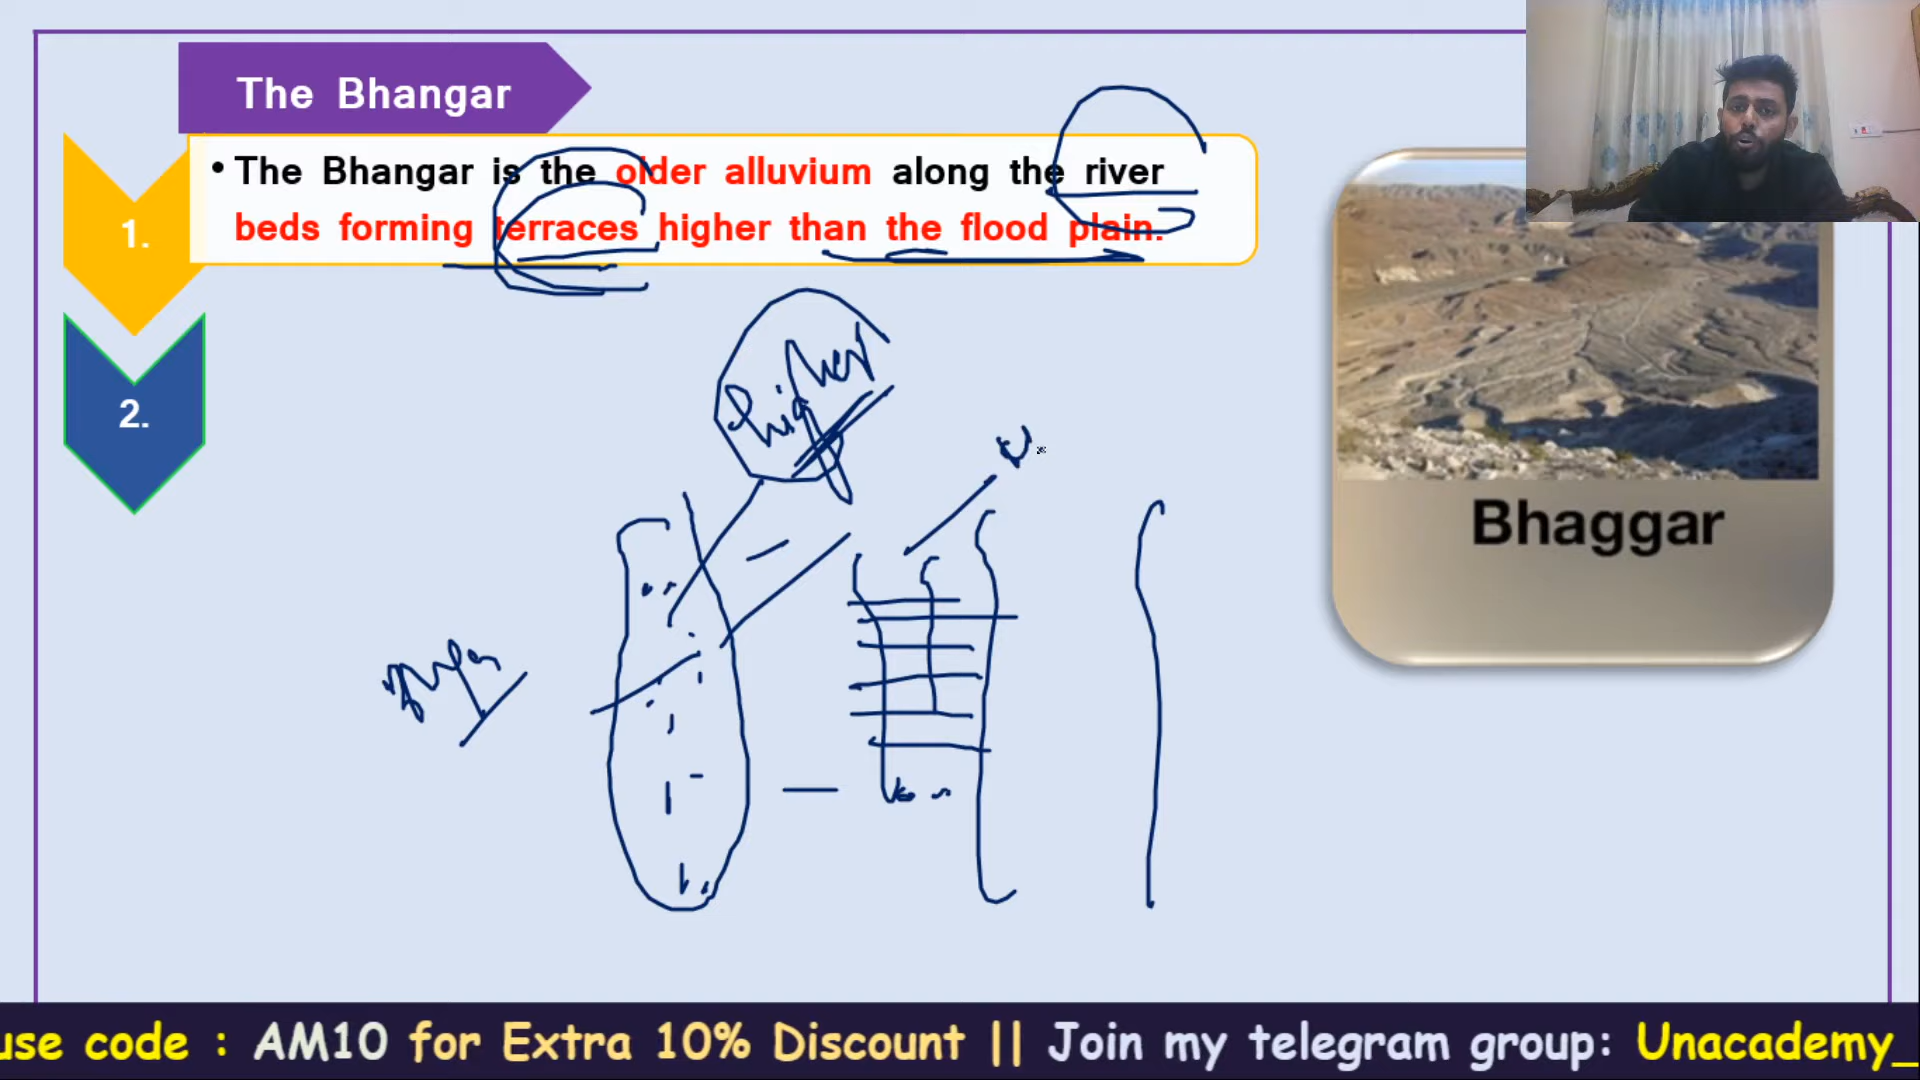 The Bhangar
1.
• The Bhangar is the older alluvium along the river
beds forming terraces higher than the flood plain.
2.
higher
Bhaggar
use code : AM10 for Extra 10% Discount || Join my telegram group: Unacademy_